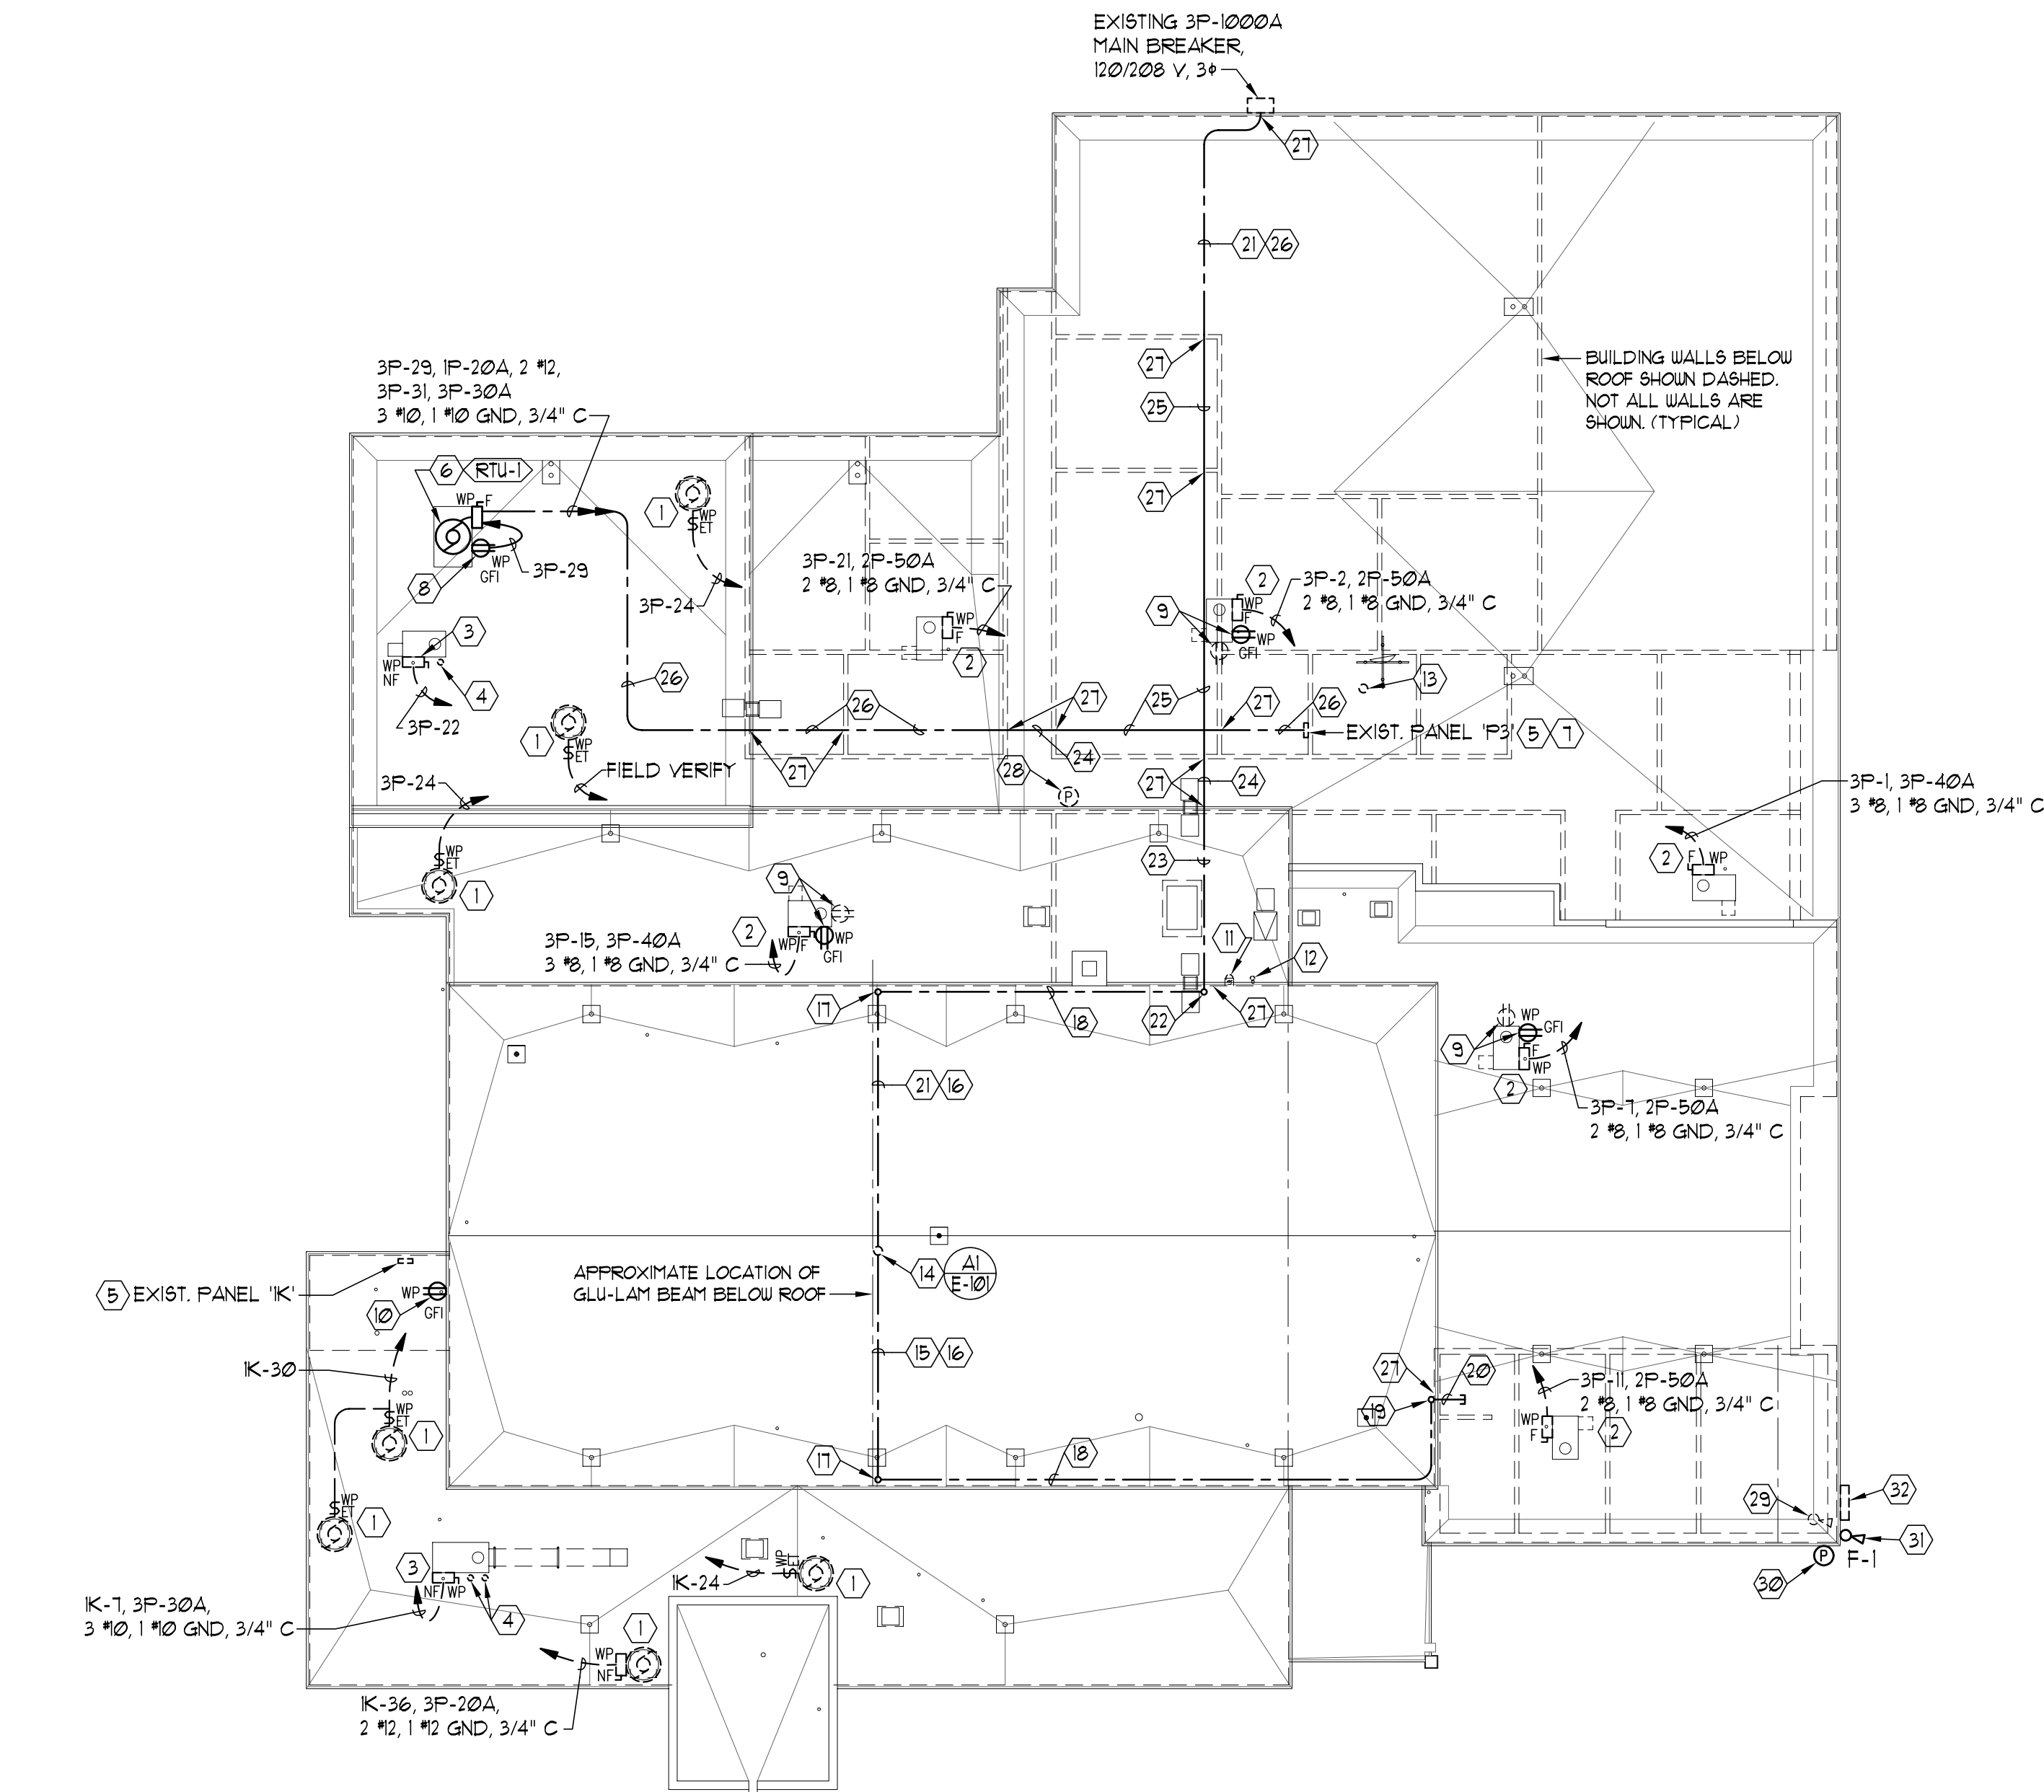 EXISTING 3P-1000A
MAIN BREAKER,
120/208 V, 3ϕ
27
21 26
3P-29, 1P-20A, 2 #12,
3P-31, 3P-30A
3 #10, 1 #10 GND, 3/4" C
27
BUILDING WALLS BELOW
ROOF SHOWN DASHED.
NOT ALL WALLS ARE
SHOWN. (TYPICAL)
25
6 RTU-1
WP F
1
WP
SET
27
WP
GFI
3P-29
8
3P-24
3P-21, 2P-50A
2 #8, 1 #8 GND, 3/4" C
WP
F
2
9
WP
F
WP
GFI
2
3P-2, 2P-50A
2 #8, 1 #8 GND, 3/4" C
3
WP
NF
4
3P-22
26
13
1
WP
SET
FIELD VERIFY
26
27
25
27
26
EXIST. PANEL 'P3' 5 7
24
27
28
P
27
24
3P-24
WP
SET
1
3P-1, 3P-40A
3 #8, 1 #8 GND, 3/4" C
2
F WP
23
9
2
WP F
WP
GFI
3P-15, 3P-40A
3 #8, 1 #8 GND, 3/4" C
11
12
17
18
22
27
9
WP
GFI
F
WP
2
3P-7, 2P-50A
2 #8, 1 #8 GND, 3/4" C
21 16
14
A1
E-101
APPROXIMATE LOCATION OF
GLU-LAM BEAM BELOW ROOF
5 EXIST. PANEL '1K'
WP
GFI
10
1K-30
WP
SET
1
15 16
27
20
19
3P-11, 2P-50A
2 #8, 1 #8 GND, 3/4" C
WP
F
2
17
18
WP
SET
1
29
32
31
F-1
P
30
3
NF WP
4
1K-7, 3P-30A,
3 #10, 1 #10 GND, 3/4" C
1K-24
WP
SET
1
1
WP
NF
1K-36, 3P-20A,
2 #12, 1 #12 GND, 3/4" C